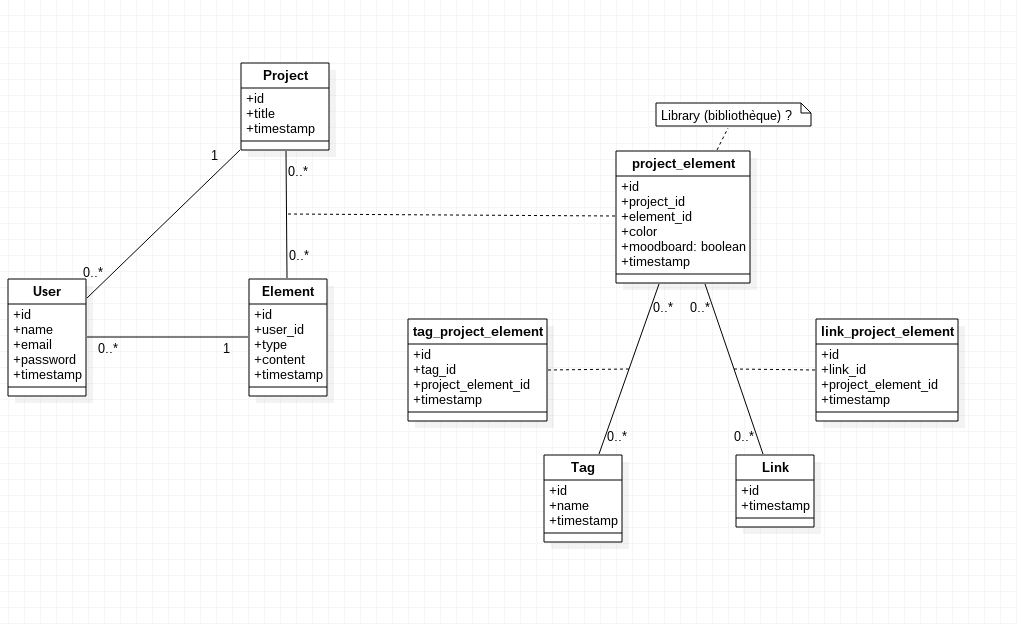 Project
+id
+title
+timestamp
Library (bibliothèque) ?
project_element
+id
+project_id
+element_id
+color
+moodboard: boolean
+timestamp
1
0..*
0..*
0..*
User
+id
+name
+email
+password
+timestamp
0..*
1
Element
+id
+user_id
+type
+content
+timestamp
0..*
0..*
tag_project_element
+id
+tag_id
+project_element_id
+timestamp
link_project_element
+id
+link_id
+project_element_id
+timestamp
0..*
0..*
Tag
+id
+name
+timestamp
Link
+id
+timestamp